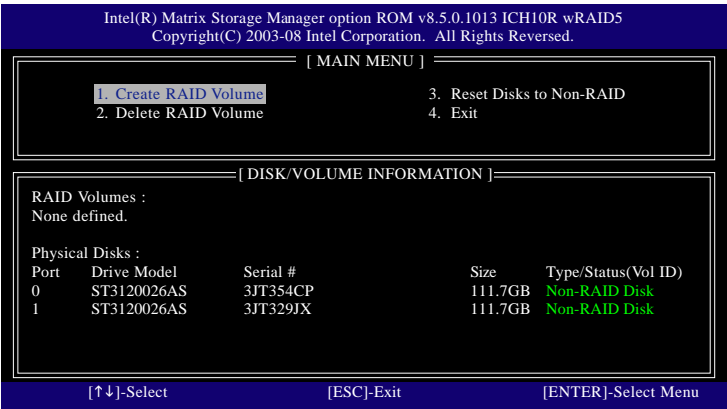 Intel(R) Matrix Storage Manager option ROM v8.5.0.1013 ICH10R wRAID5
Copyright(C) 2003-08 Intel Corporation. All Rights Reversed.
[ MAIN MENU ]
1. Create RAID Volume 3. Reset Disks to Non-RAID
2. Delete RAID Volume 4. Exit
[ DISK/VOLUME INFORMATION ]
RAID Volumes :
None defined.
Physical Disks :
Port Drive Model Serial # Size Type/Status(Vol ID)
0 ST3120026AS 3JT354CP 111.7GB Non-RAID Disk
1 ST3120026AS 3JT329JX 111.7GB Non-RAID Disk
[↑↓]-Select [ESC]-Exit [ENTER]-Select Menu